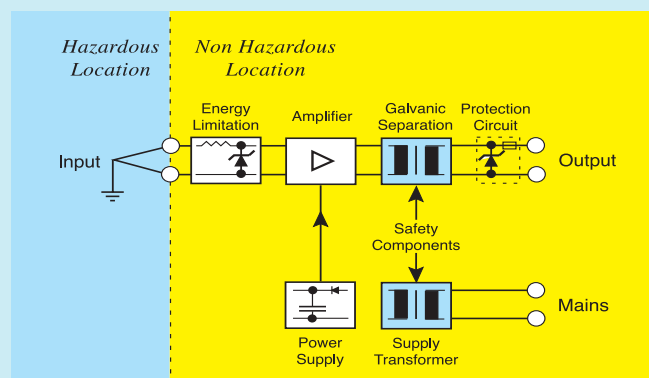 Hazardous
Location
Non Hazardous
Location
Energy
Limitation
Amplifier
Galvanic
Separation
Protection
Circuit
Input
Output
Safety
Components
Mains
Power
Supply
Supply
Transformer